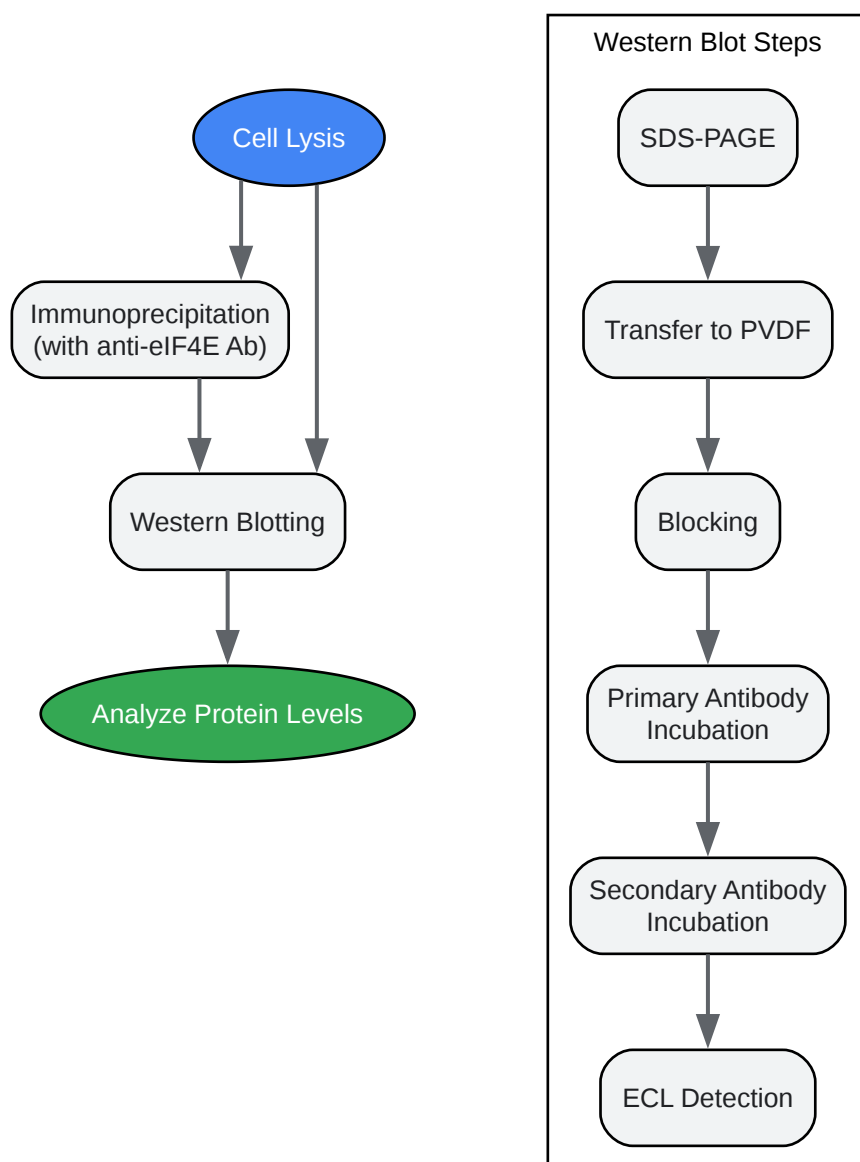 Cell Lysis
Immunoprecipitation
(with anti-eIF4E Ab)
Western Blotting
Analyze Protein Levels
Western Blot Steps
SDS-PAGE
Transfer to PVDF
Blocking
Primary Antibody
Incubation
Secondary Antibody
Incubation
ECL Detection